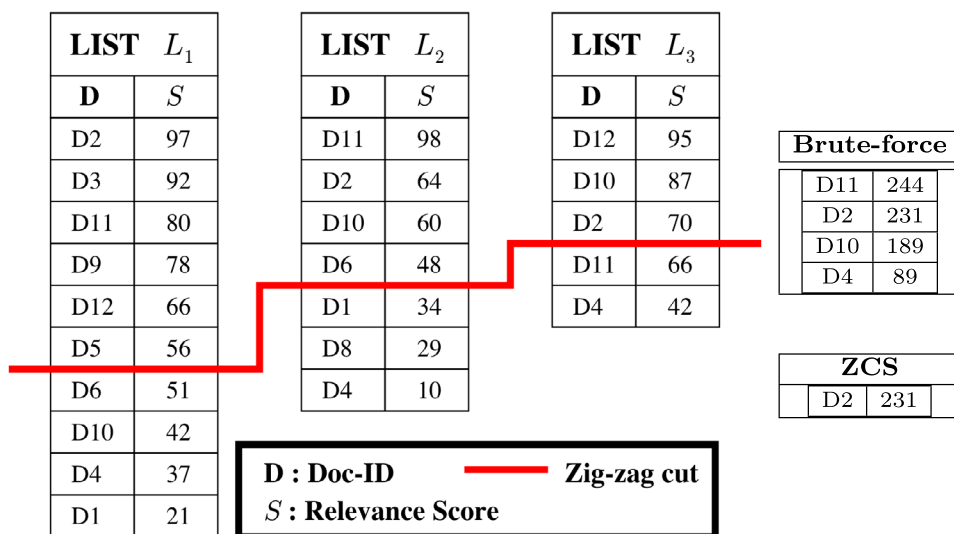 LIST L₁
D S
D2 97
D3 92
D11 80
D9 78
D12 66
D5 56
D6 51
D10 42
D4 37
D1 21
LIST L₂
D S
D11 98
D2 64
D10 60
D6 48
D1 34
D8 29
D4 10
LIST L₃
D S
D12 95
D10 87
D2 70
D11 66
D4 42
Brute-force
D11 244
D2 231
D10 189
D4 89
ZCS
D2 231
D : Doc-ID Zig-zag cut
S : Relevance Score